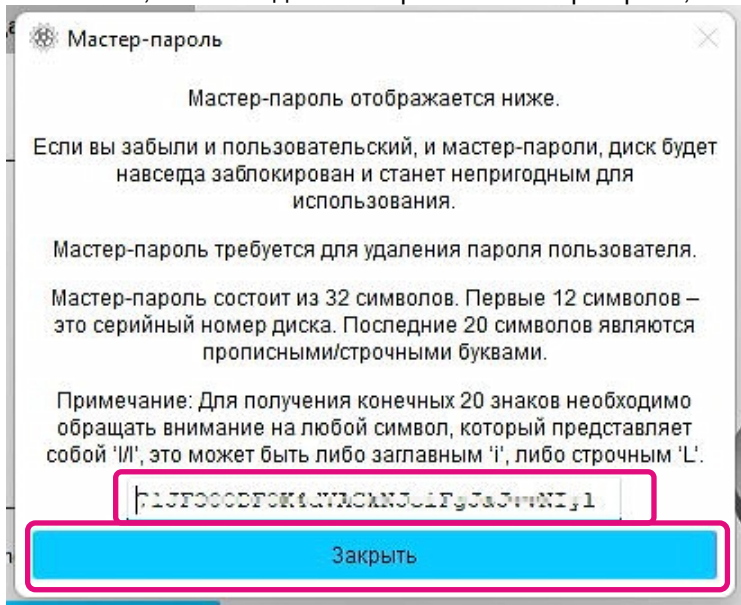 Мастер-пароль
Мастер-пароль отображается ниже.
Если вы забыли и пользовательский, и мастер-пароли, диск будет
навсегда заблокирован и станет непригодным для
использования.
Мастер-пароль требуется для удаления пароля пользователя.
Мастер-пароль состоит из 32 символов. Первые 12 символов –
это серийный номер диска. Последние 20 символов являются
прописными/строчными буквами.
Примечание: Для получения конечных 20 знаков необходимо
обращать внимание на любой символ, который представляет
собой 'I/l', это может быть либо заглавным 'i', либо строчным 'L'.
Закрыть